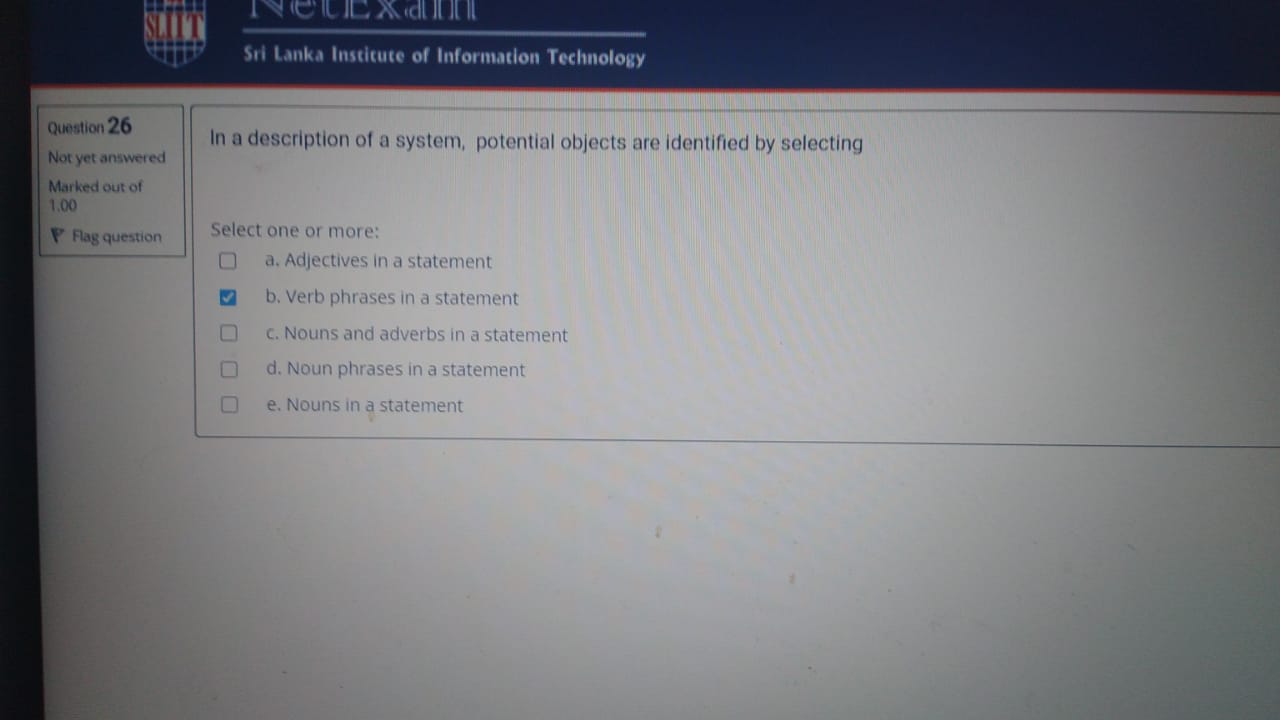 NetExam
SLIIT
Sri Lanka Institute of Information Technology
Question 26
Not yet answered
Marked out of
1.00
Flag question
In a description of a system, potential objects are identified by selecting
Select one or more:
a. Adjectives in a statement
b. Verb phrases in a statement
c. Nouns and adverbs in a statement
d. Noun phrases in a statement
e. Nouns in a statement